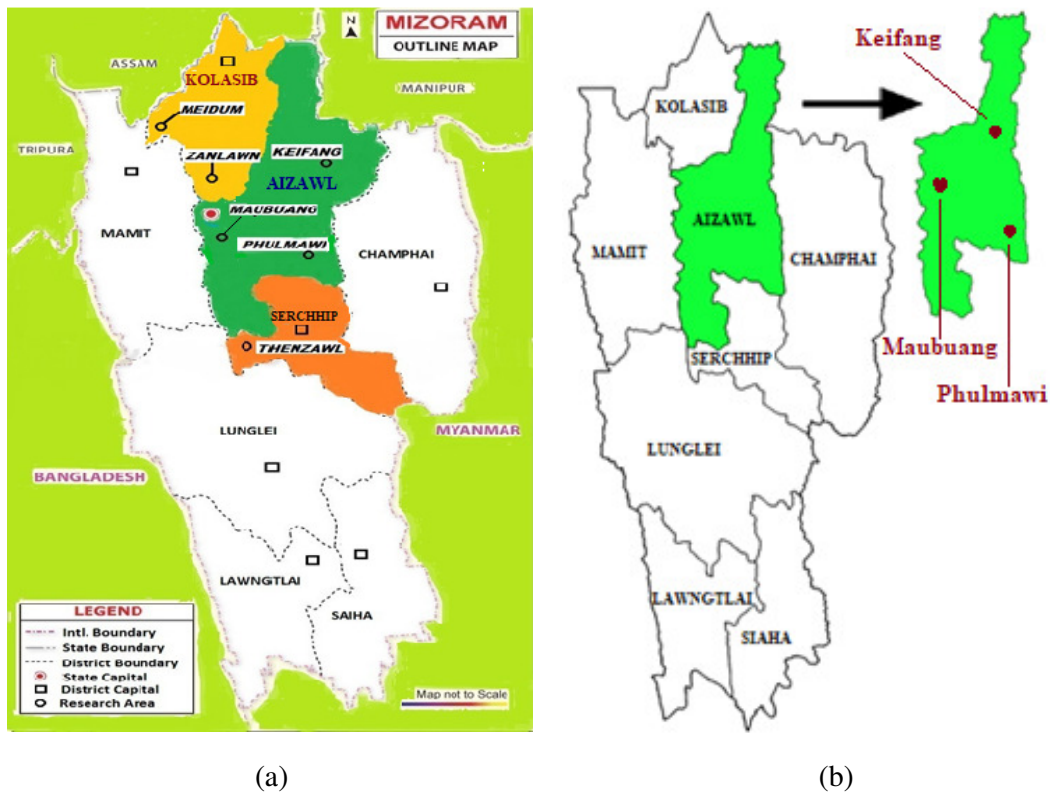 MIZORAM
OUTLINE MAP
N
ASSAM
MANIPUR
TRIPURA
KOLASIB
MEIDUM
ZANLAWN
KEIFANG
AIZAWL
MAUBUANG
PHULMAWI
MAMIT
CHAMPHAI
SERCHHIP
THENZAWL
LUNGLEI
MYANMAR
BANGLADESH
LAWNGTLAI
SAIHA
LEGEND
Intl. Boundary
State Boundary
District Boundary
State Capital
District Capital
Research Area
Map not to Scale
(a)
Keifang
KOLASIB
AIZAWL
MAMIT
CHAMPHAI
SERCHHIP
Maubuang
Phulmawi
LUNGLEI
LAWNGTLAI
SIAHA
(b)